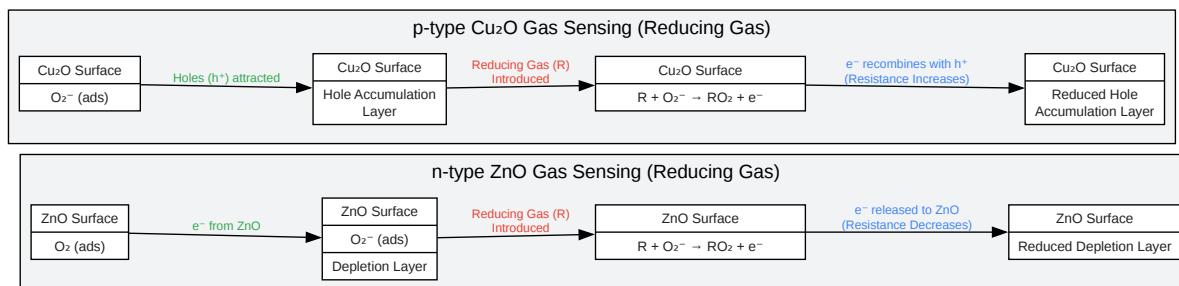 p-type Cu₂O Gas Sensing (Reducing Gas)
Cu₂O Surface
O₂⁻ (ads)
Holes (h⁺) attracted
Cu₂O Surface
Hole Accumulation
Layer
Reducing Gas (R)
Introduced
Cu₂O Surface
R + O₂⁻ → RO₂ + e⁻
e⁻ recombines with h⁺
(Resistance Increases)
Cu₂O Surface
Reduced Hole
Accumulation Layer
n-type ZnO Gas Sensing (Reducing Gas)
ZnO Surface
O₂ (ads)
e⁻ from ZnO
ZnO Surface
O₂⁻ (ads)
Depletion Layer
Reducing Gas (R)
Introduced
ZnO Surface
R + O₂⁻ → RO₂ + e⁻
e⁻ released to ZnO
(Resistance Decreases)
ZnO Surface
Reduced Depletion Layer